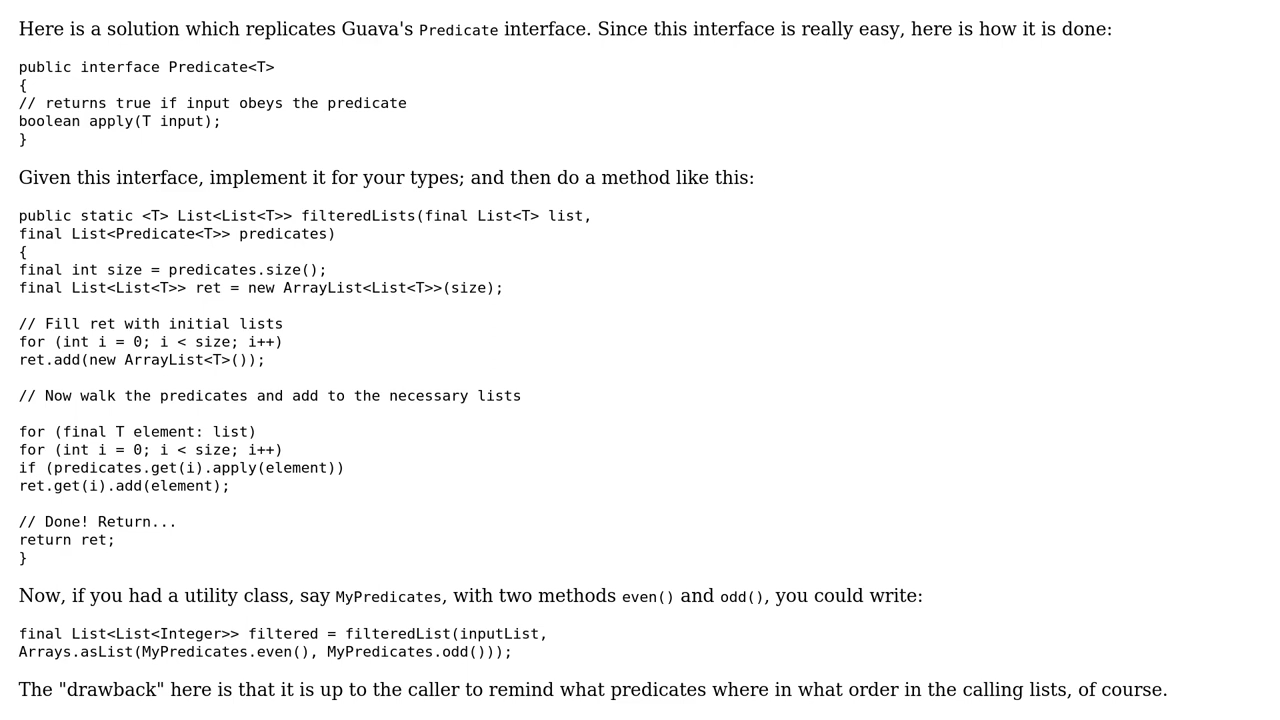 Here is a solution which replicates Guava's Predicate interface. Since this interface is really easy, here is how it is done:
public interface Predicate<T>
{
// returns true if input obeys the predicate
boolean apply(T input);
}
Given this interface, implement it for your types; and then do a method like this:
public static <T> List<List<T>> filteredLists(final List<T> list,
final List<Predicate<T>> predicates)
{
final int size = predicates.size();
final List<List<T>> ret = new ArrayList<List<T>>(size);
// Fill ret with initial lists
for (int i = 0; i < size; i++)
ret.add(new ArrayList<T>());
// Now walk the predicates and add to the necessary lists
for (final T element: list)
for (int i = 0; i < size; i++)
if (predicates.get(i).apply(element))
ret.get(i).add(element);
// Done! Return...
return ret;
}
Now, if you had a utility class, say MyPredicates, with two methods even() and odd(), you could write:
final List<List<Integer>> filtered = filteredList(inputList,
Arrays.asList(MyPredicates.even(), MyPredicates.odd()));
The "drawback" here is that it is up to the caller to remind what predicates where in what order in the calling lists, of course.